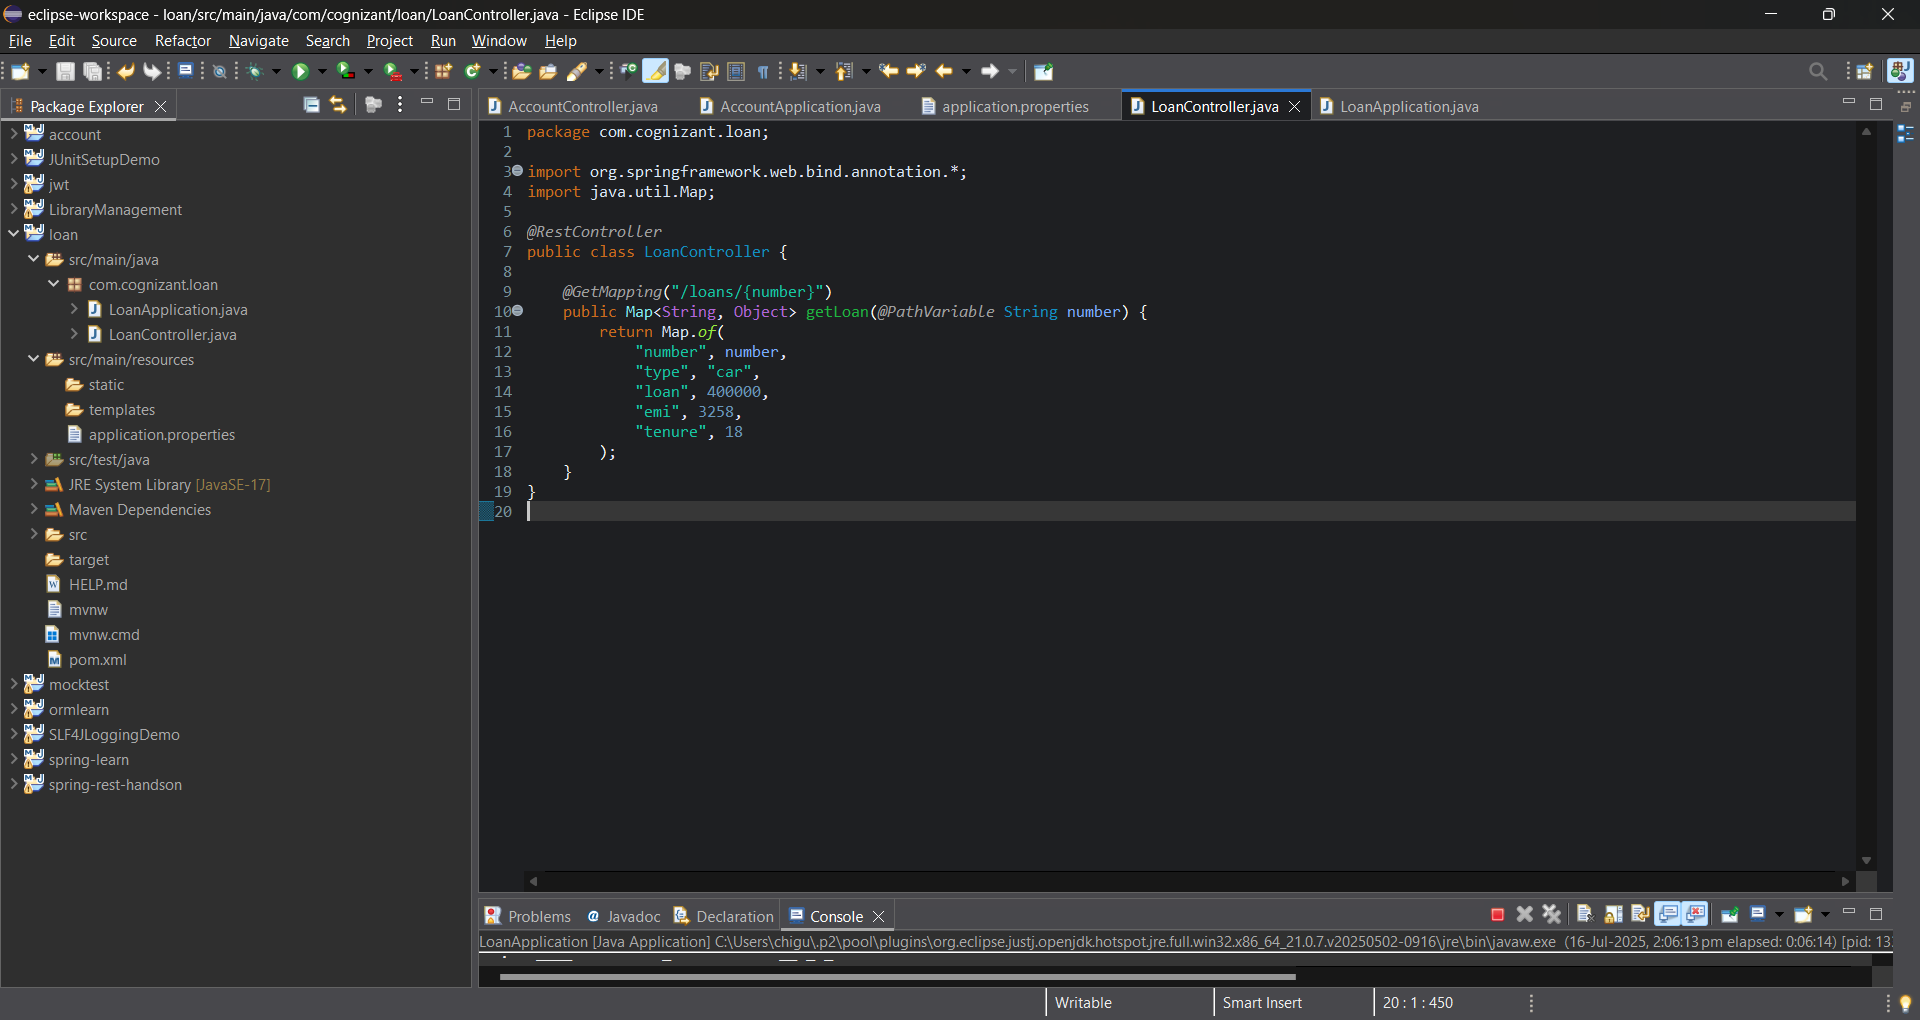 eclipse-workspace - loan/src/main/java/com/cognizant/loan/LoanController.java - Eclipse IDE
File Edit Source Refactor Navigate Search Project Run Window Help
Package Explorer
account
JUnitSetupDemo
jwt
LibraryManagement
loan
src/main/java
com.cognizant.loan
LoanApplication.java
LoanController.java
src/main/resources
static
templates
application.properties
src/test/java
JRE System Library [JavaSE-17]
Maven Dependencies
src
target
HELP.md
mvnw
mvnw.cmd
pom.xml
mocktest
ormlearn
SLF4JLoggingDemo
spring-learn
spring-rest-handson
AccountController.java AccountApplication.java application.properties LoanController.java LoanApplication.java
1 package com.cognizant.loan;
2
3 import org.springframework.web.bind.annotation.*;
4 import java.util.Map;
5
6 @RestController
7 public class LoanController {
8
9 @GetMapping("/loans/{number}")
10 public Map<String, Object> getLoan(@PathVariable String number) {
11 return Map.of(
12 "number", number,
13 "type", "car",
14 "loan", 400000,
15 "emi", 3258,
16 "tenure", 18
17 );
18 }
19 }
20
Problems Javadoc Declaration Console
LoanApplication [Java Application] C:\Users\chigu\.p2\pool\plugins\org.eclipse.justj.openjdk.hotspot.jre.full.win32.x86_64_21.0.7.v20250502-0916\jre\bin\javaw.exe (16-Jul-2025, 2:06:13 pm elapsed: 0:06:14) [pid: 13
Writable Smart Insert 20 : 1 : 450